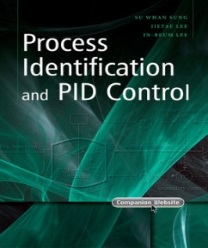 SU WHAN SUNG
JIETAE LEE
IN-BEUM LEE
Process
Identification
and PID Control
Companion Website